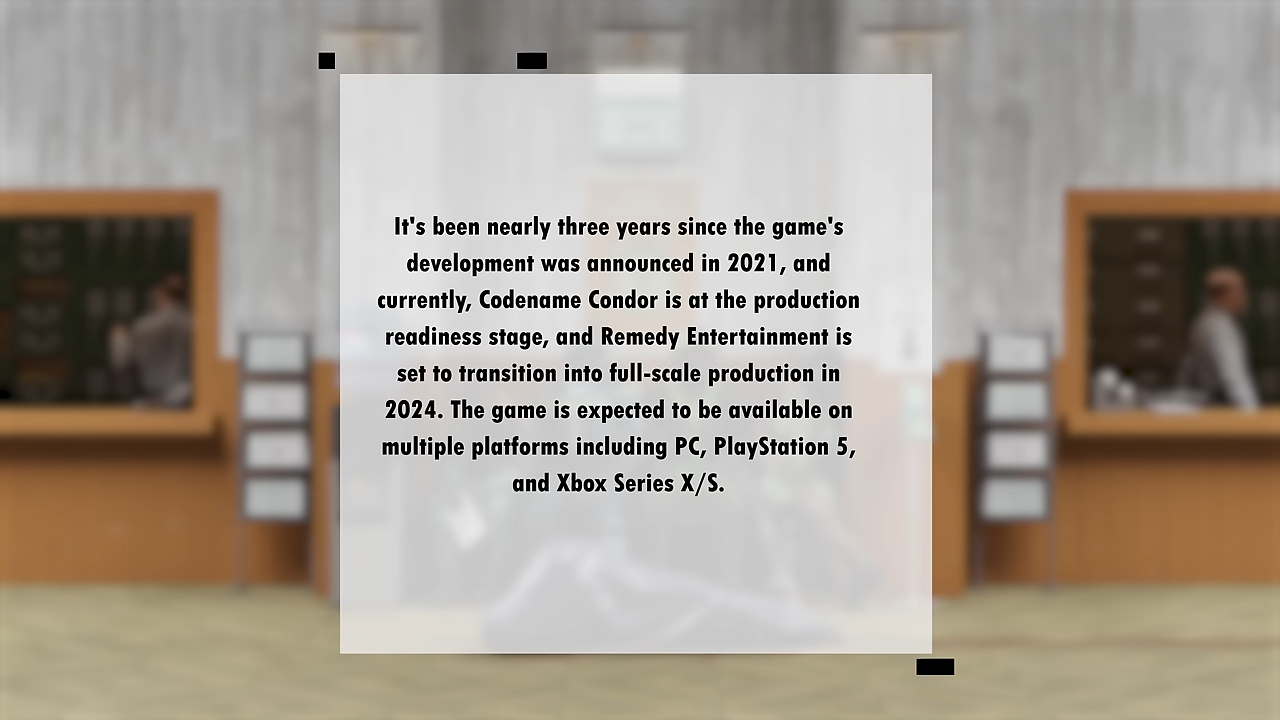 It's been nearly three years since the game's
development was announced in 2021, and
currently, Codename Condor is at the production
readiness stage, and Remedy Entertainment is
set to transition into full-scale production in
2024. The game is expected to be available on
multiple platforms including PC, PlayStation 5,
and Xbox Series X/S.